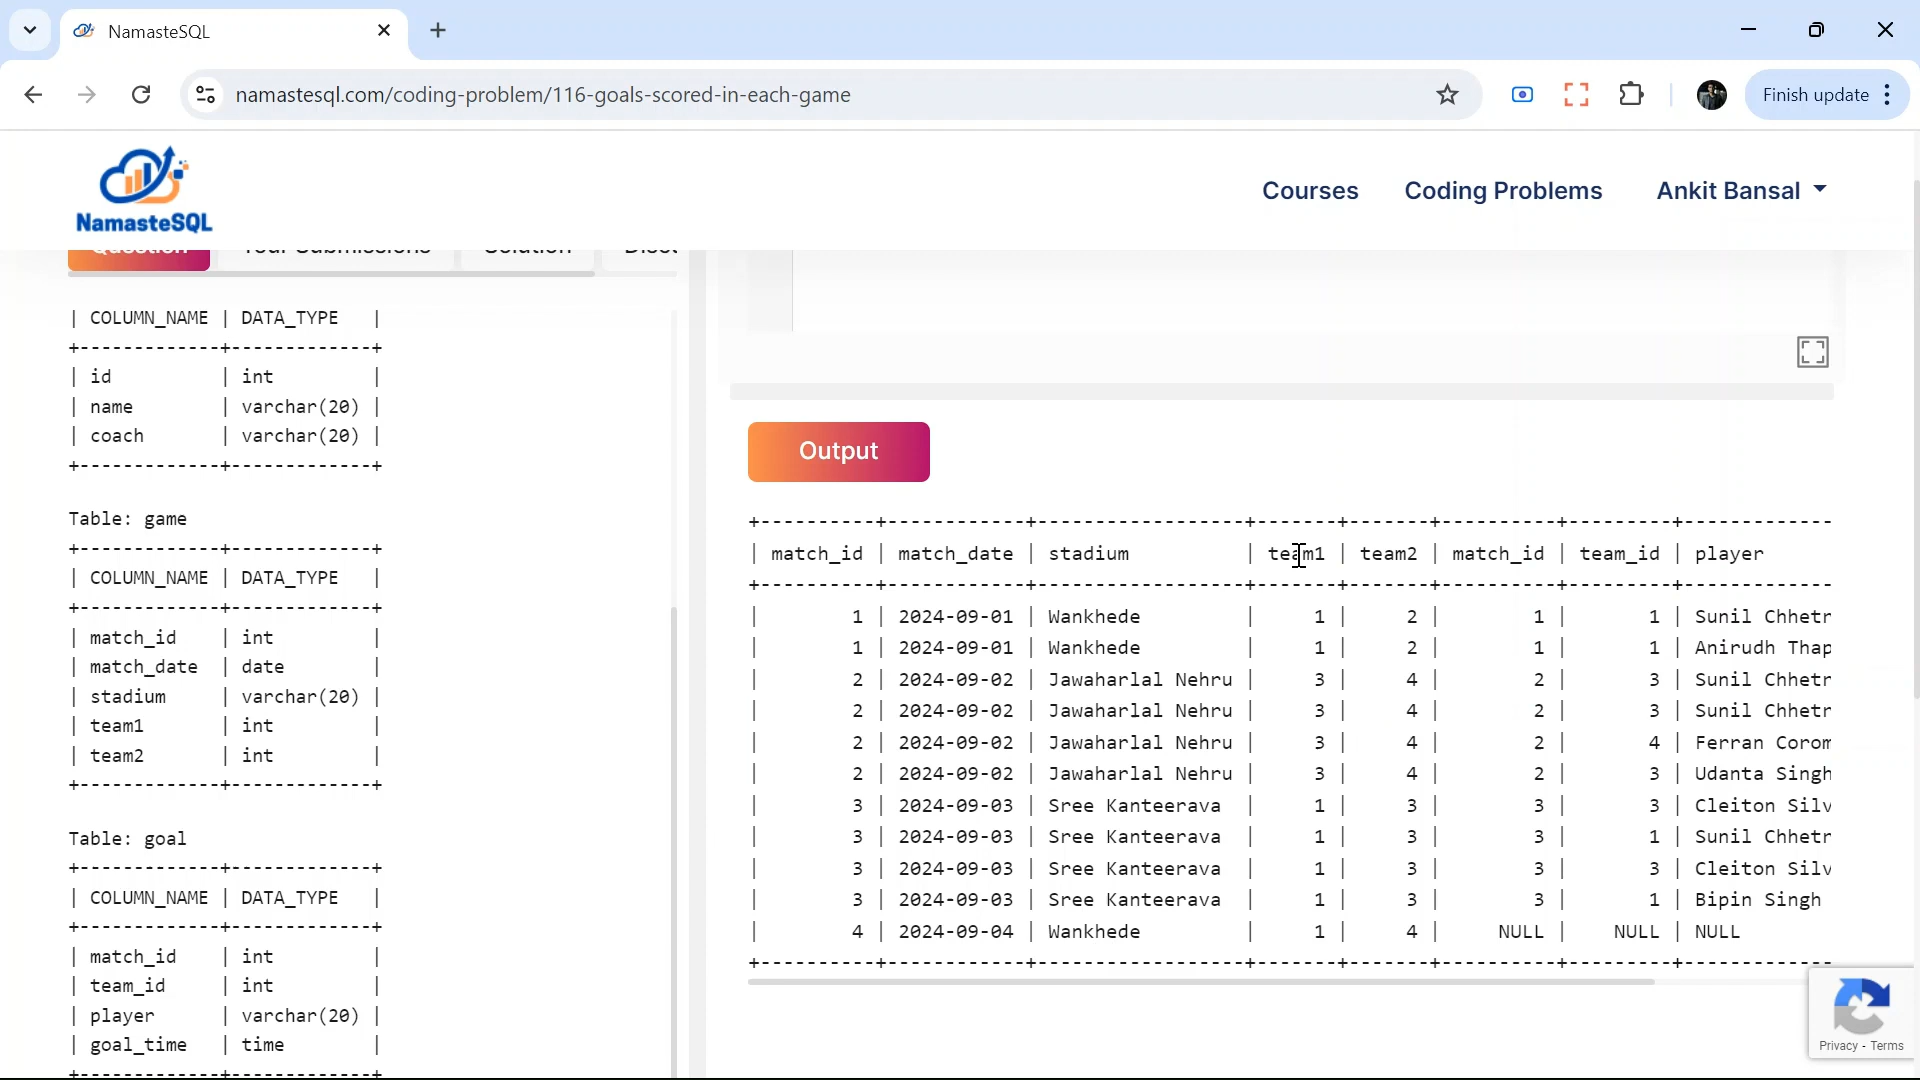 NamasteSQL
namastesql.com/coding-problem/116-goals-scored-in-each-game
Finish update
NamasteSQL
Courses
Coding Problems
Ankit Bansal
Question
Your Submissions
Solution
| COLUMN_NAME | DATA_TYPE |
+-------------+-------------+
| id | int |
| name | varchar(20) |
| coach | varchar(20) |
+-------------+-------------+
Table: game
+-------------+-------------+
| COLUMN_NAME | DATA_TYPE |
+-------------+-------------+
| match_id | int |
| match_date | date |
| stadium | varchar(20) |
| team1 | int |
| team2 | int |
+-------------+-------------+
Table: goal
+-------------+-------------+
| COLUMN_NAME | DATA_TYPE |
+-------------+-------------+
| match_id | int |
| team_id | int |
| player | varchar(20) |
| goal_time | time |
+-------------+-------------+
Output
+----------+------------+------------------+-------+-------+----------+---------+-------------
| match_id | match_date | stadium | team1 | team2 | match_id | team_id | player
+----------+------------+------------------+-------+-------+----------+---------+-------------
| 1 | 2024-09-01 | Wankhede | 1 | 2 | 1 | 1 | Sunil Chhetr
| 1 | 2024-09-01 | Wankhede | 1 | 2 | 1 | 1 | Anirudh Thap
| 2 | 2024-09-02 | Jawaharlal Nehru | 3 | 4 | 2 | 3 | Sunil Chhetr
| 2 | 2024-09-02 | Jawaharlal Nehru | 3 | 4 | 2 | 3 | Sunil Chhetr
| 2 | 2024-09-02 | Jawaharlal Nehru | 3 | 4 | 2 | 4 | Ferran Corom
| 2 | 2024-09-02 | Jawaharlal Nehru | 3 | 4 | 2 | 3 | Udanta Singh
| 3 | 2024-09-03 | Sree Kanteerava | 1 | 3 | 3 | 3 | Cleiton Silv
| 3 | 2024-09-03 | Sree Kanteerava | 1 | 3 | 3 | 1 | Sunil Chhetr
| 3 | 2024-09-03 | Sree Kanteerava | 1 | 3 | 3 | 3 | Cleiton Silv
| 3 | 2024-09-03 | Sree Kanteerava | 1 | 3 | 3 | 1 | Bipin Singh
| 4 | 2024-09-04 | Wankhede | 1 | 4 | NULL | NULL | NULL
+----------+------------+------------------+-------+-------+----------+---------+-------------
Privacy - Terms